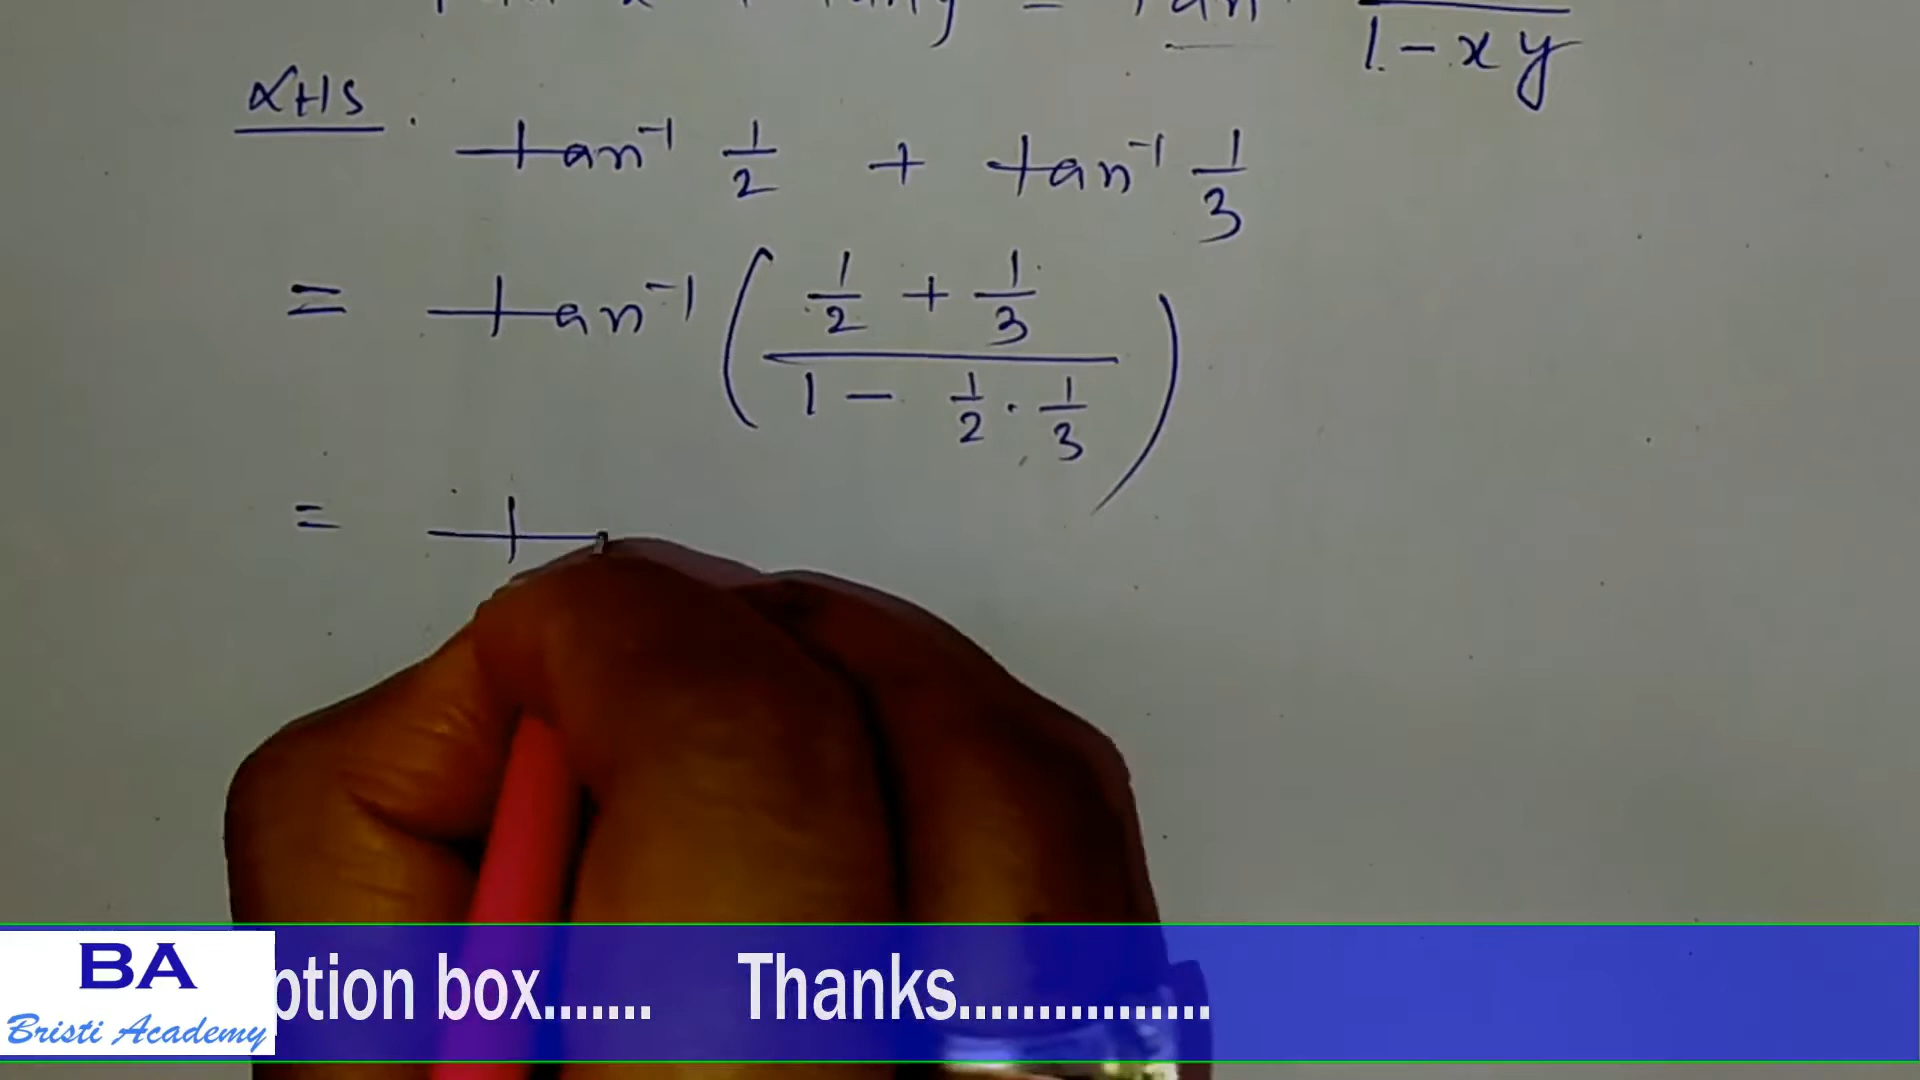 1 - xy
LHS. tan⁻¹ 1/2 + tan⁻¹ 1/3
= tan⁻¹ ( (1/2 + 1/3) / (1 - 1/2 · 1/3) )
= t
BA
Bristi Academy
ption box....... Thanks................